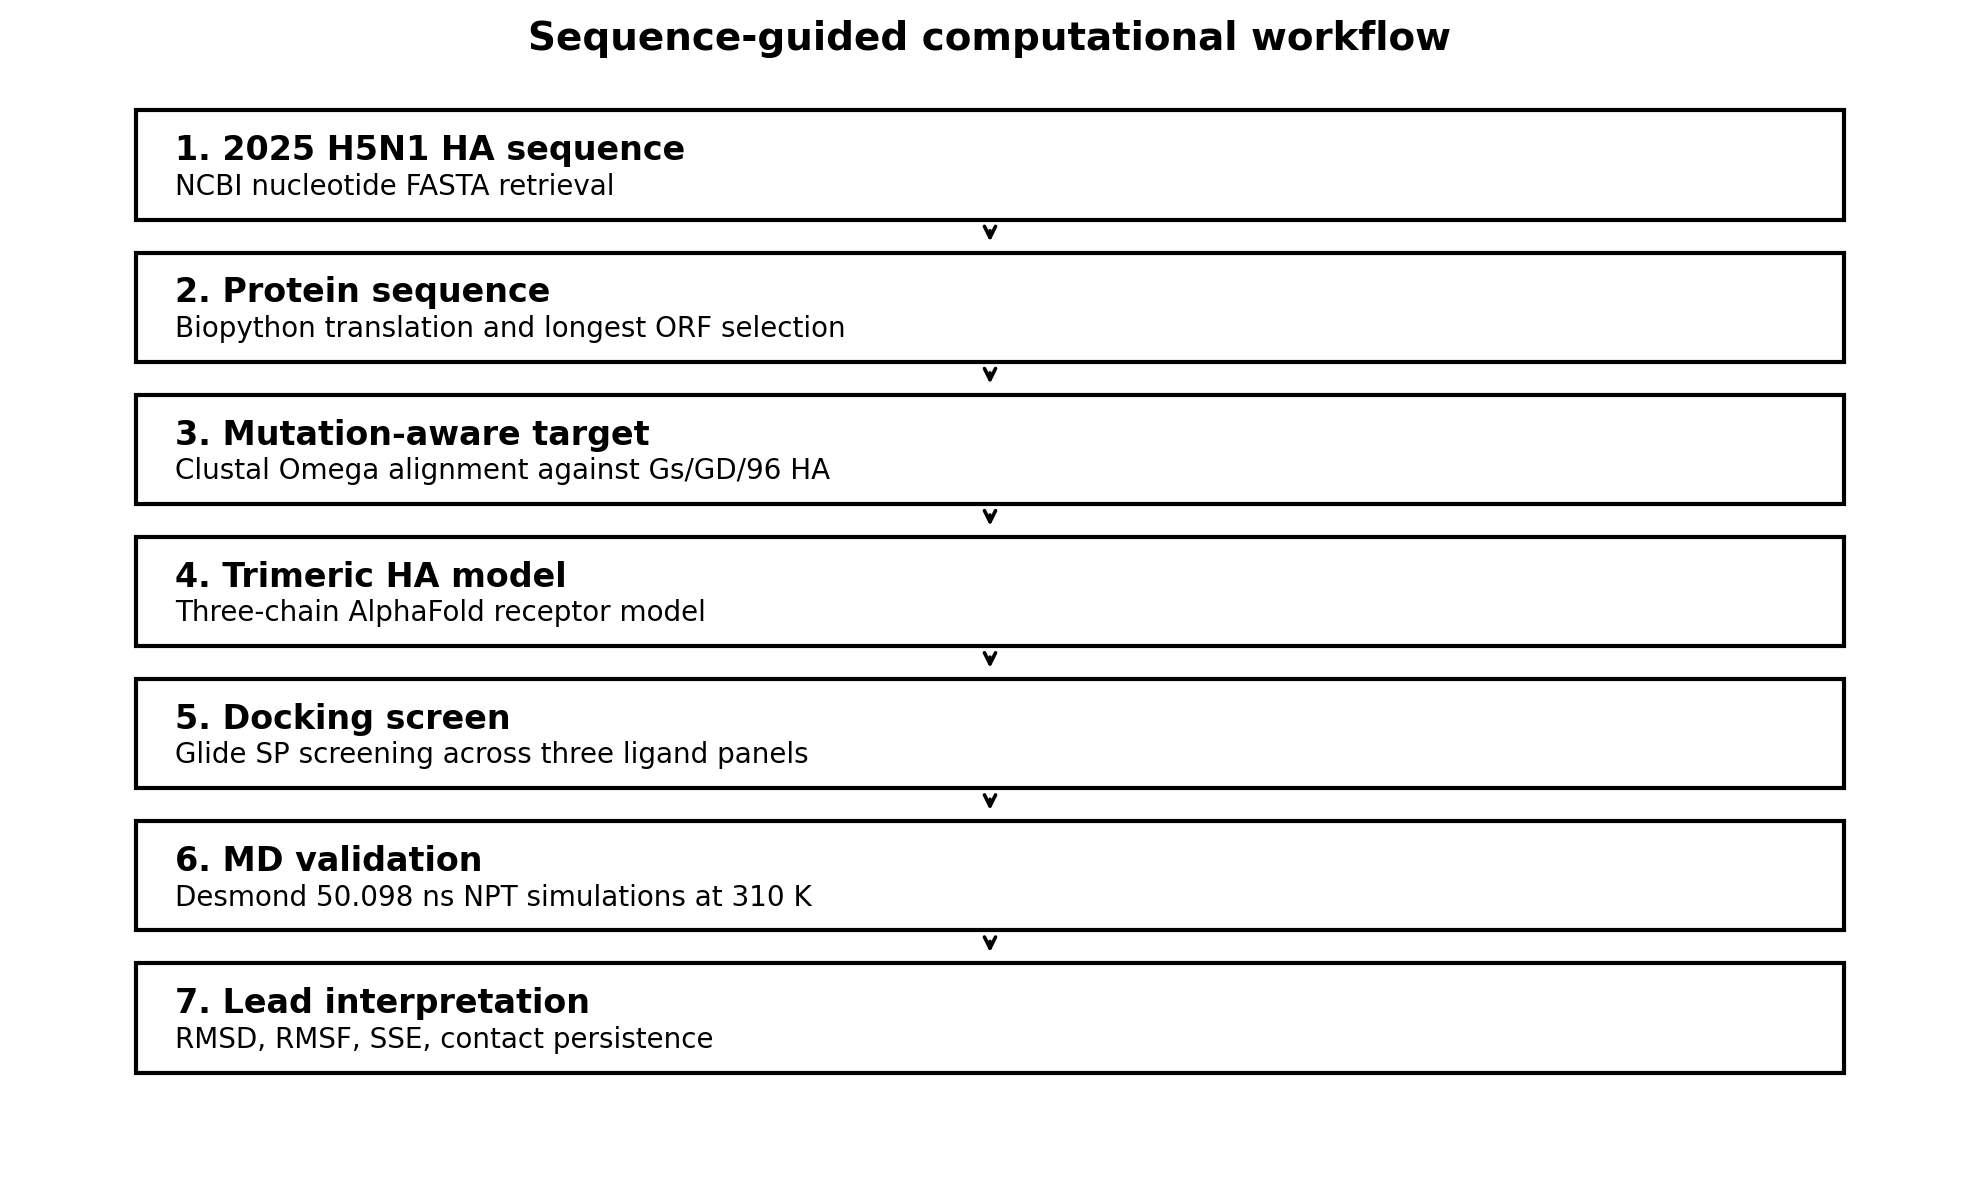 Sequence-guided computational workflow
1. 2025 H5N1 HA sequence
NCBI nucleotide FASTA retrieval
2. Protein sequence
Biopython translation and longest ORF selection
3. Mutation-aware target
Clustal Omega alignment against Gs/GD/96 HA
4. Trimeric HA model
Three-chain AlphaFold receptor model
5. Docking screen
Glide SP screening across three ligand panels
6. MD validation
Desmond 50.098 ns NPT simulations at 310 K
7. Lead interpretation
RMSD, RMSF, SSE, contact persistence